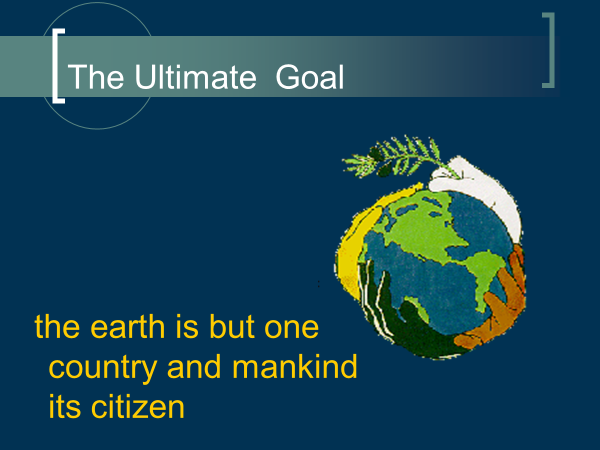 The Ultimate  Goal
the earth is but one
country and mankind
its citizen